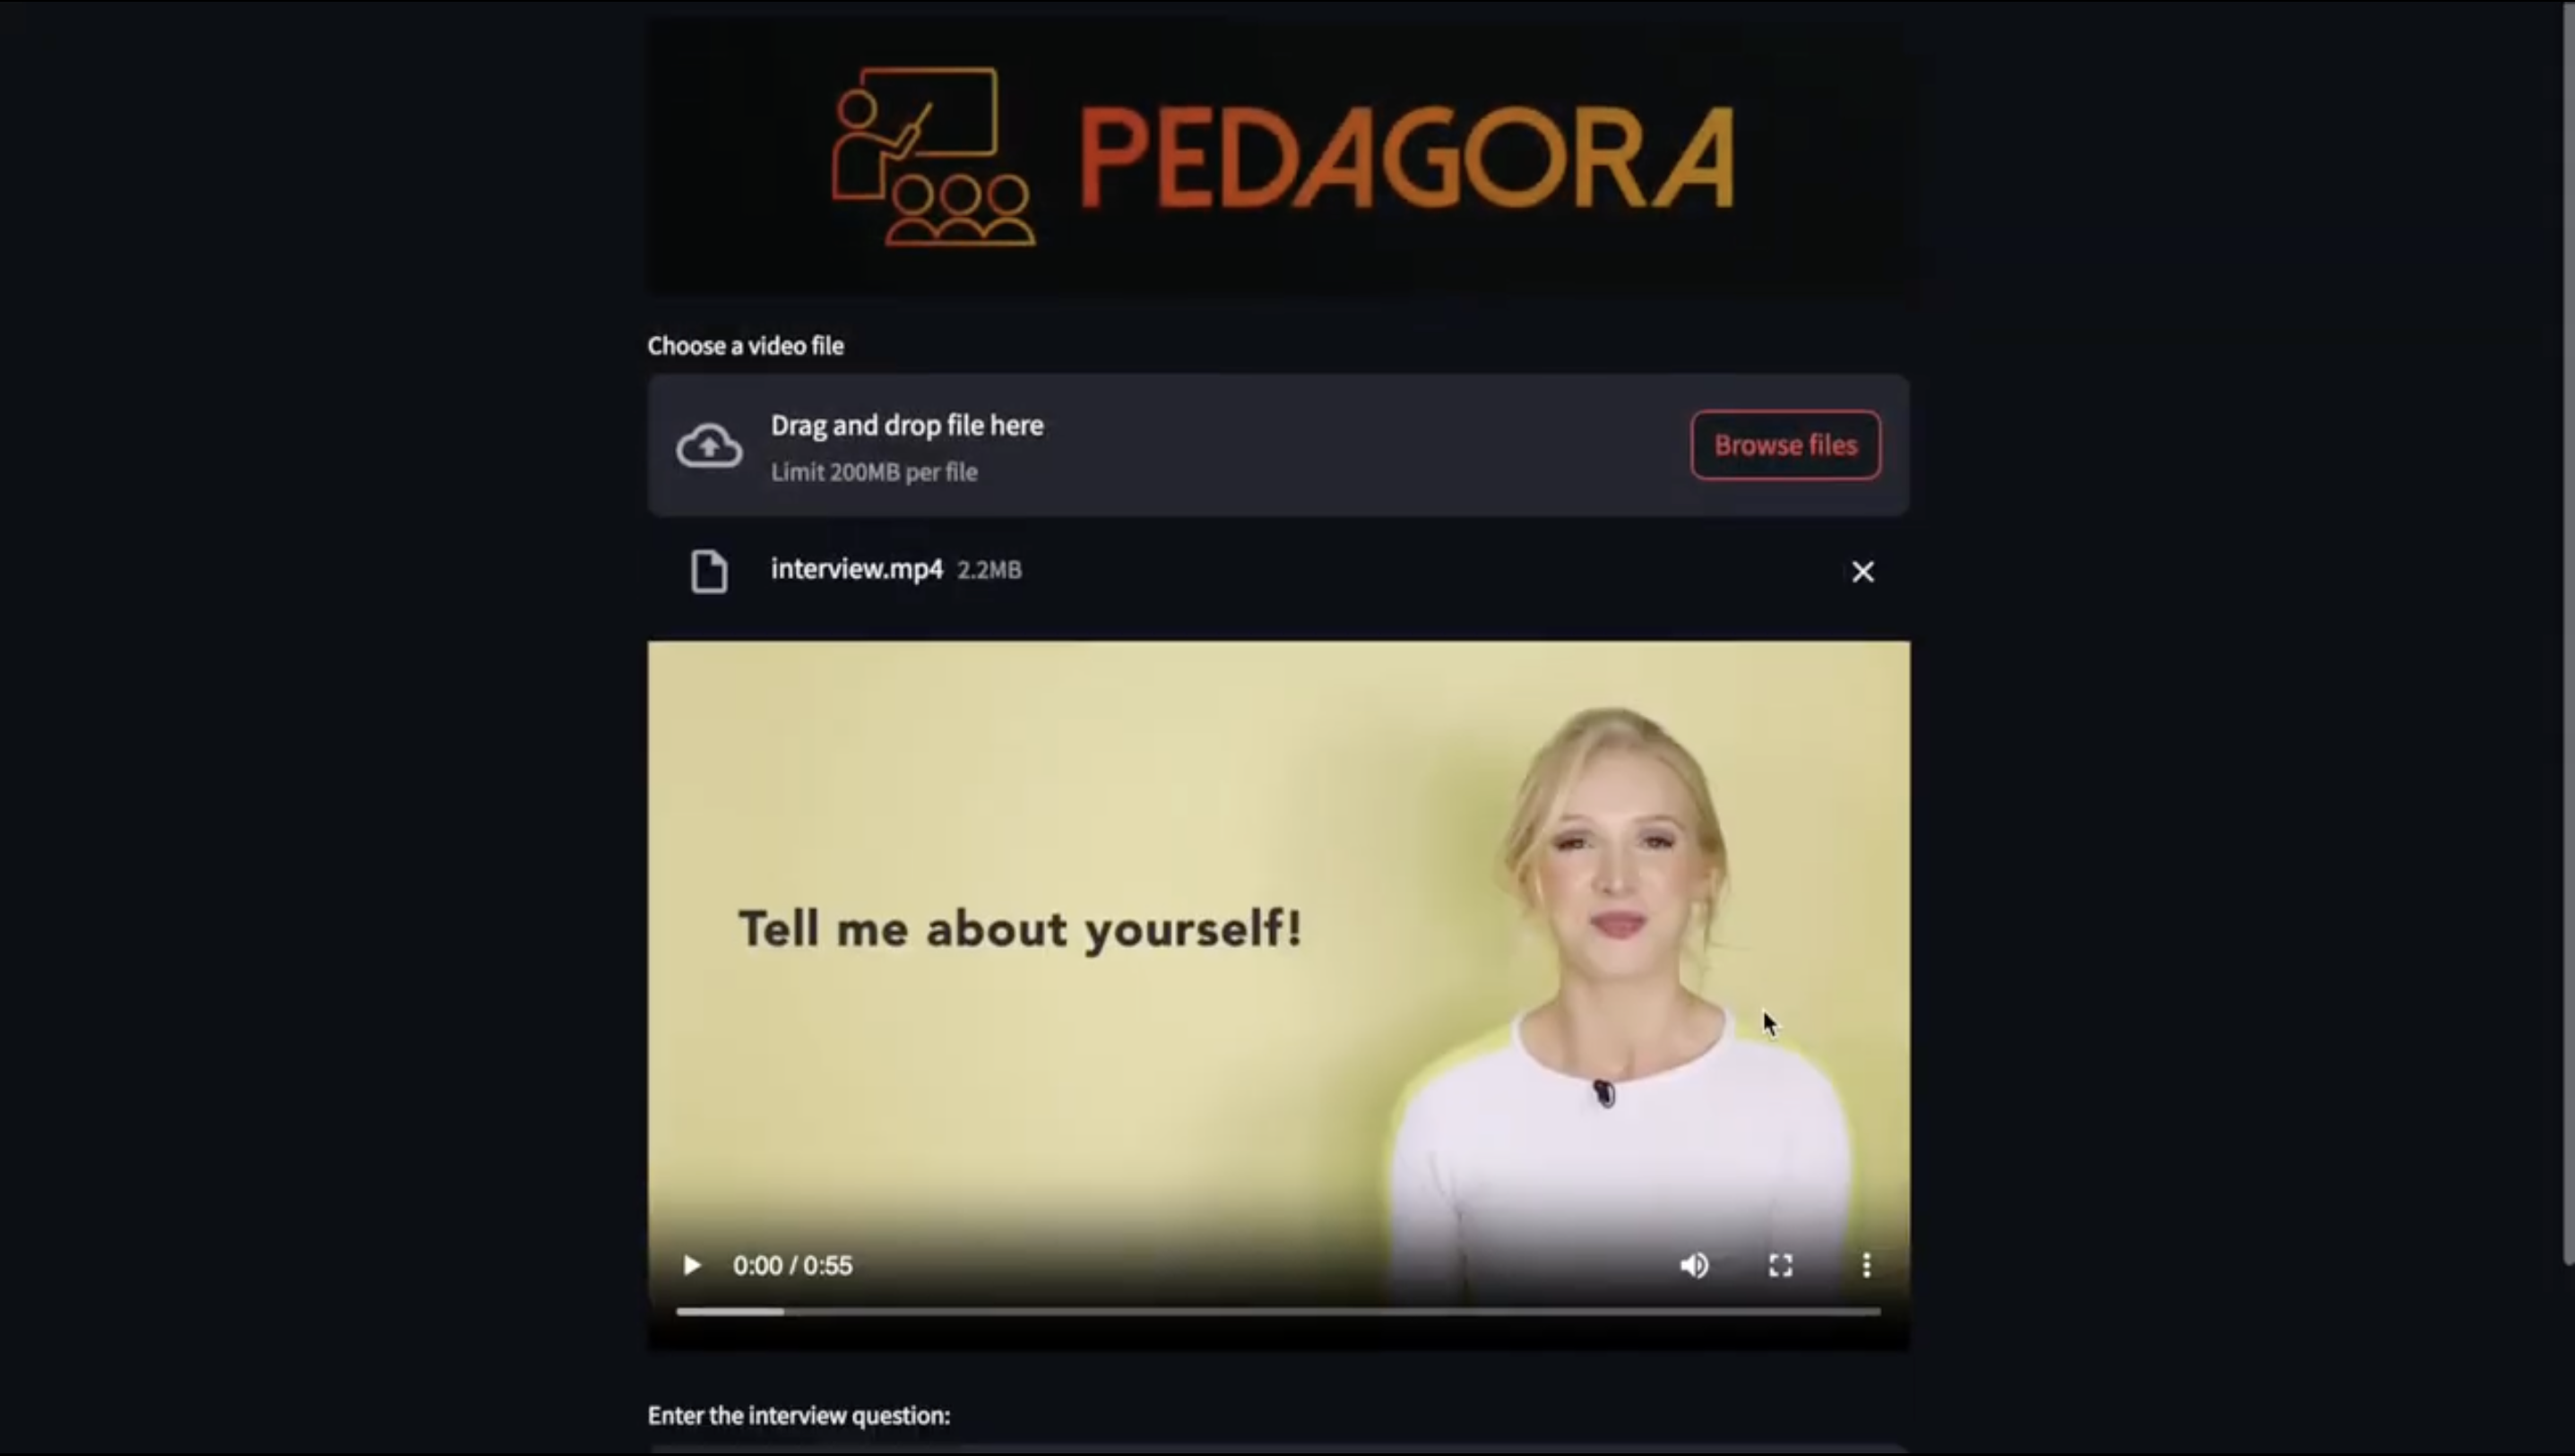 PEDAGORA
Choose a video file
Drag and drop file here
Limit 200MB per file
Browse files
interview.mp4 2.2MB
Tell me about yourself!
0:00 / 0:55
Enter the interview question: